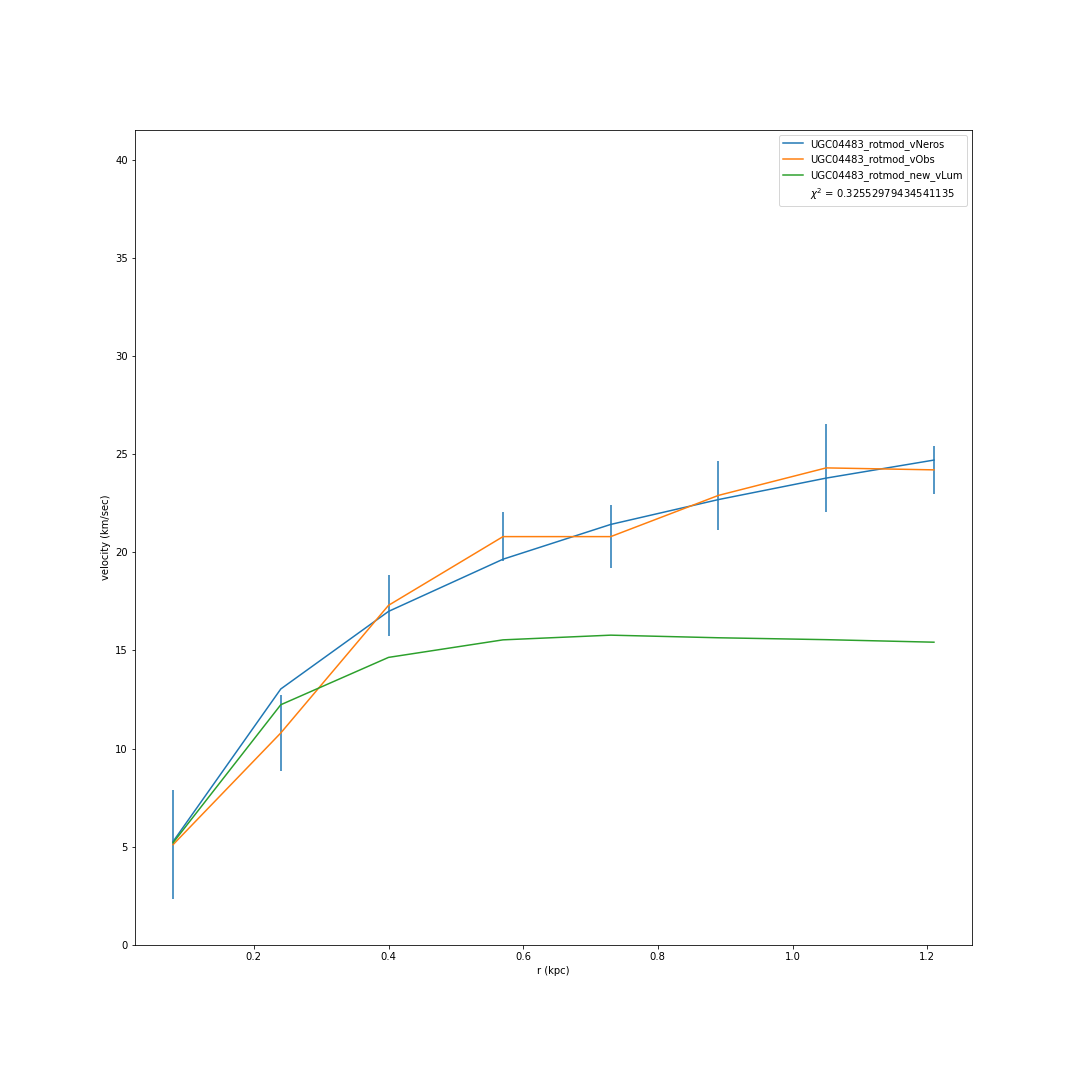 UGC04483_rotmod_vNeros
UGC04483_rotmod_vObs
UGC04483_rotmod_new_vLum
χ² = 0.32552979434541135
40
35
30
25
20
15
10
5
0
velocity (km/sec)
0.2 0.4 0.6 0.8 1.0 1.2
r (kpc)